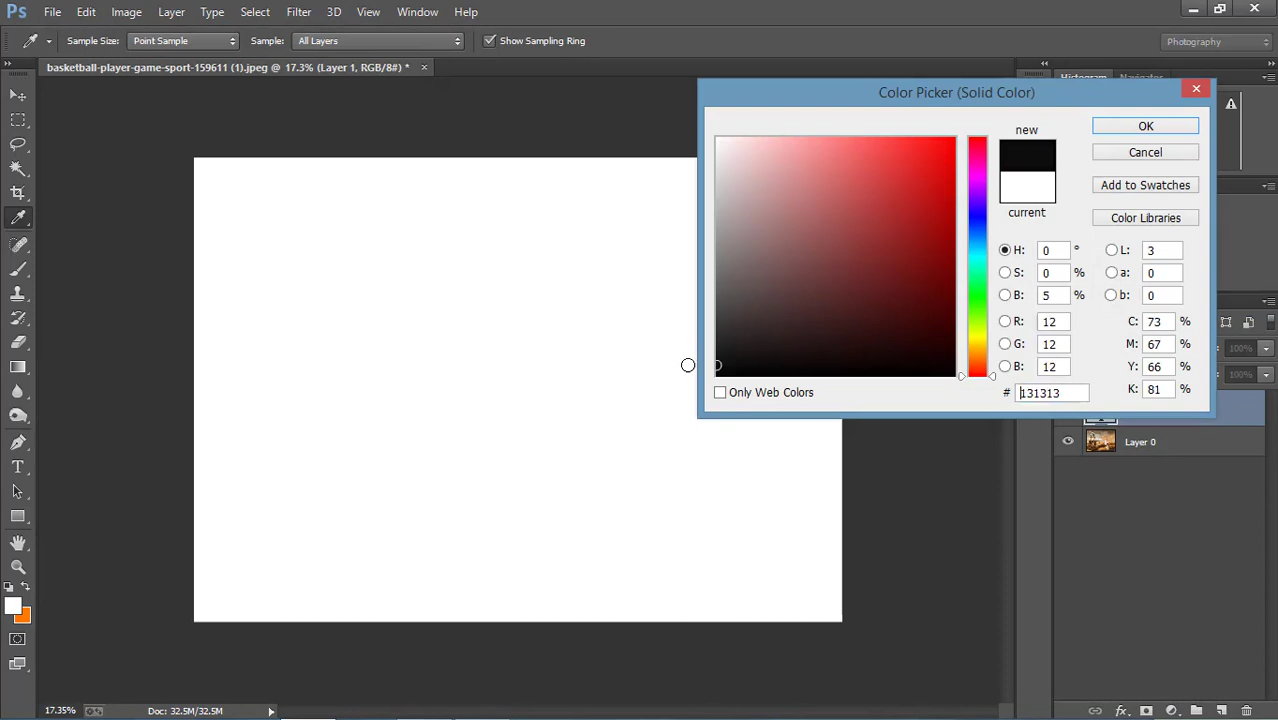 Ps File Edit Image Layer Type Select Filter 3D View Window Help
Sample Size: Point Sample Sample: All Layers Show Sampling Ring Photography
basketball-player-game-sport-159611 (1).jpeg @ 17.3% (Layer 1, RGB/8#) * ×
Histogram Navigator
Color Picker (Solid Color)
new
OK
Cancel
Add to Swatches
current
Color Libraries
H: 0 ° L: 3
S: 0 % a: 0
B: 5 % b: 0
R: 12 C: 73 %
G: 12 M: 67 %
B: 12 Y: 66 %
Only Web Colors # 131313 K: 81 %
100%
100%
Layer 0
T
17.35% Doc: 32.5M/32.5M
fx